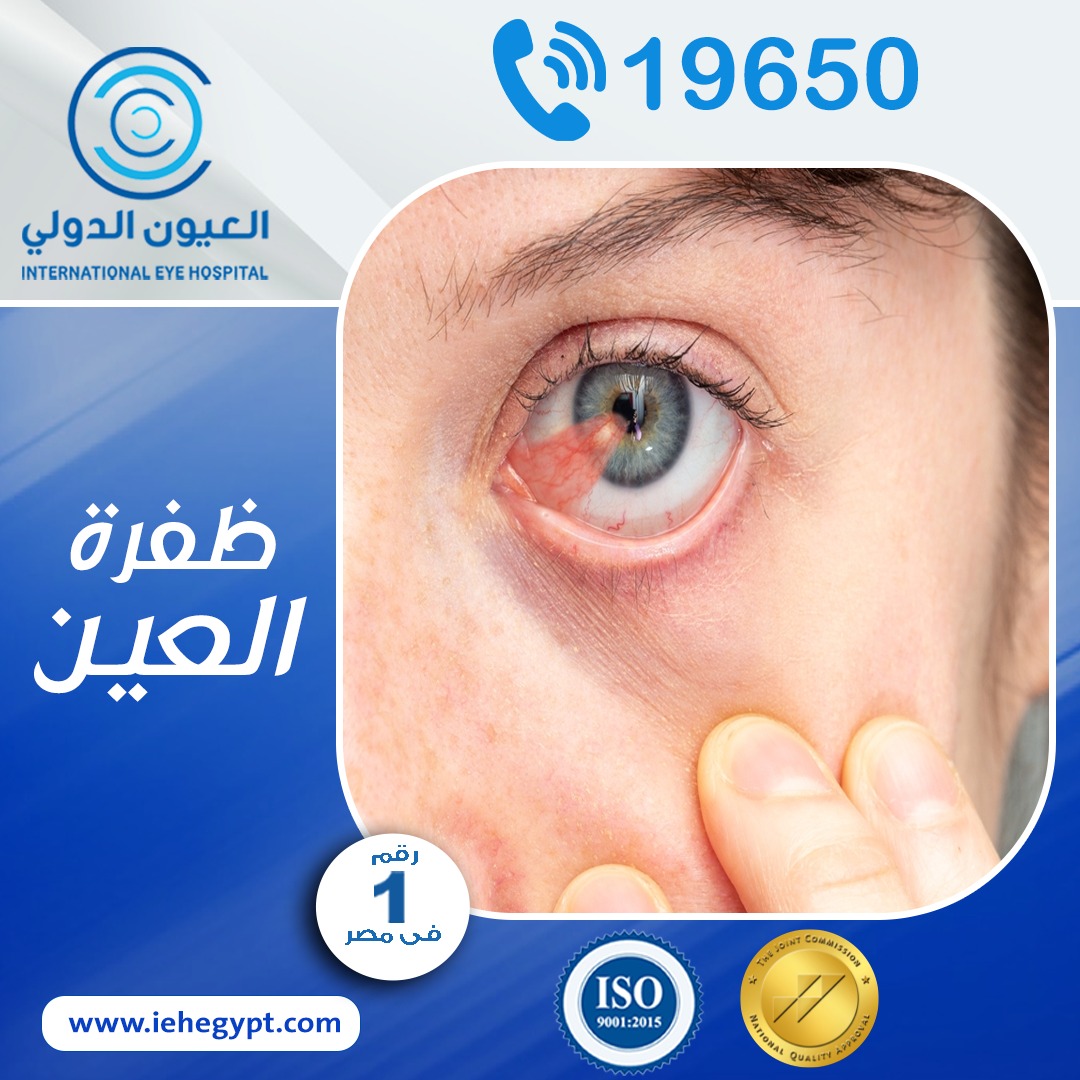 19650
العيون الدولي
INTERNATIONAL EYE HOSPITAL
ظفرة
العين
رقم
1
فى مصر
www.iehegypt.com
ISO
9001:2015
THE JOINT COMMISSION
NATIONAL QUALITY APPROVAL